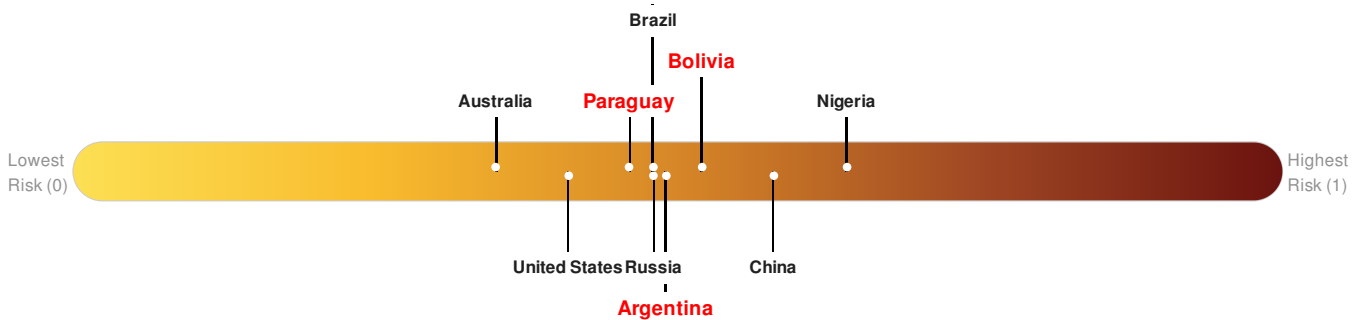 Brazil
Bolivia
Australia
Paraguay
Nigeria
Lowest
Risk (0)
Highest
Risk (1)
United States
Russia
China
Argentina